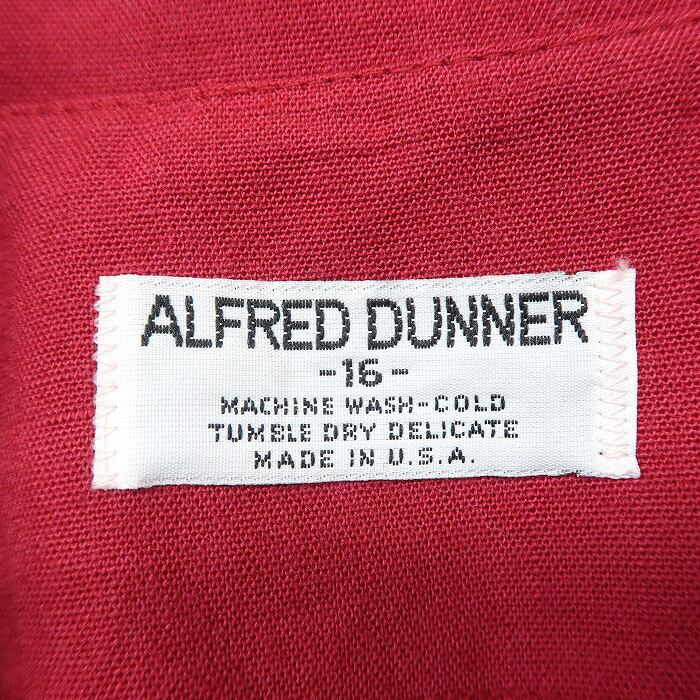 ALFRED DUNNER
-16-
MACHINE WASH-COLD
TUMBLE DRY DELICATE
MADE IN U.S.A.